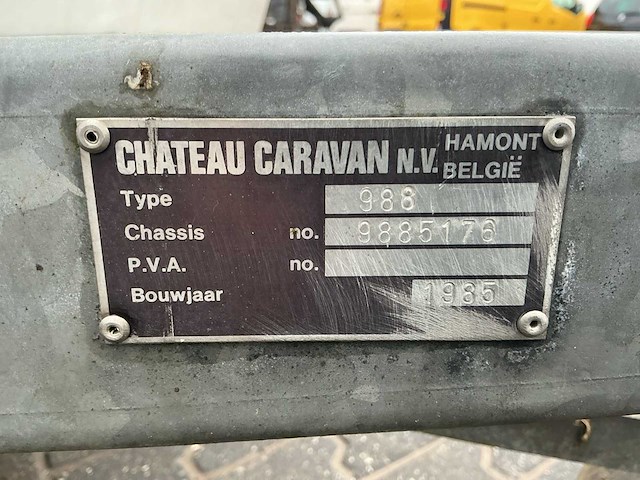 CHATEAU CARAVAN N.V. HAMONT BELGIË
Type 988
Chassis no. 9885176
P.V.A. no.
Bouwjaar 1985